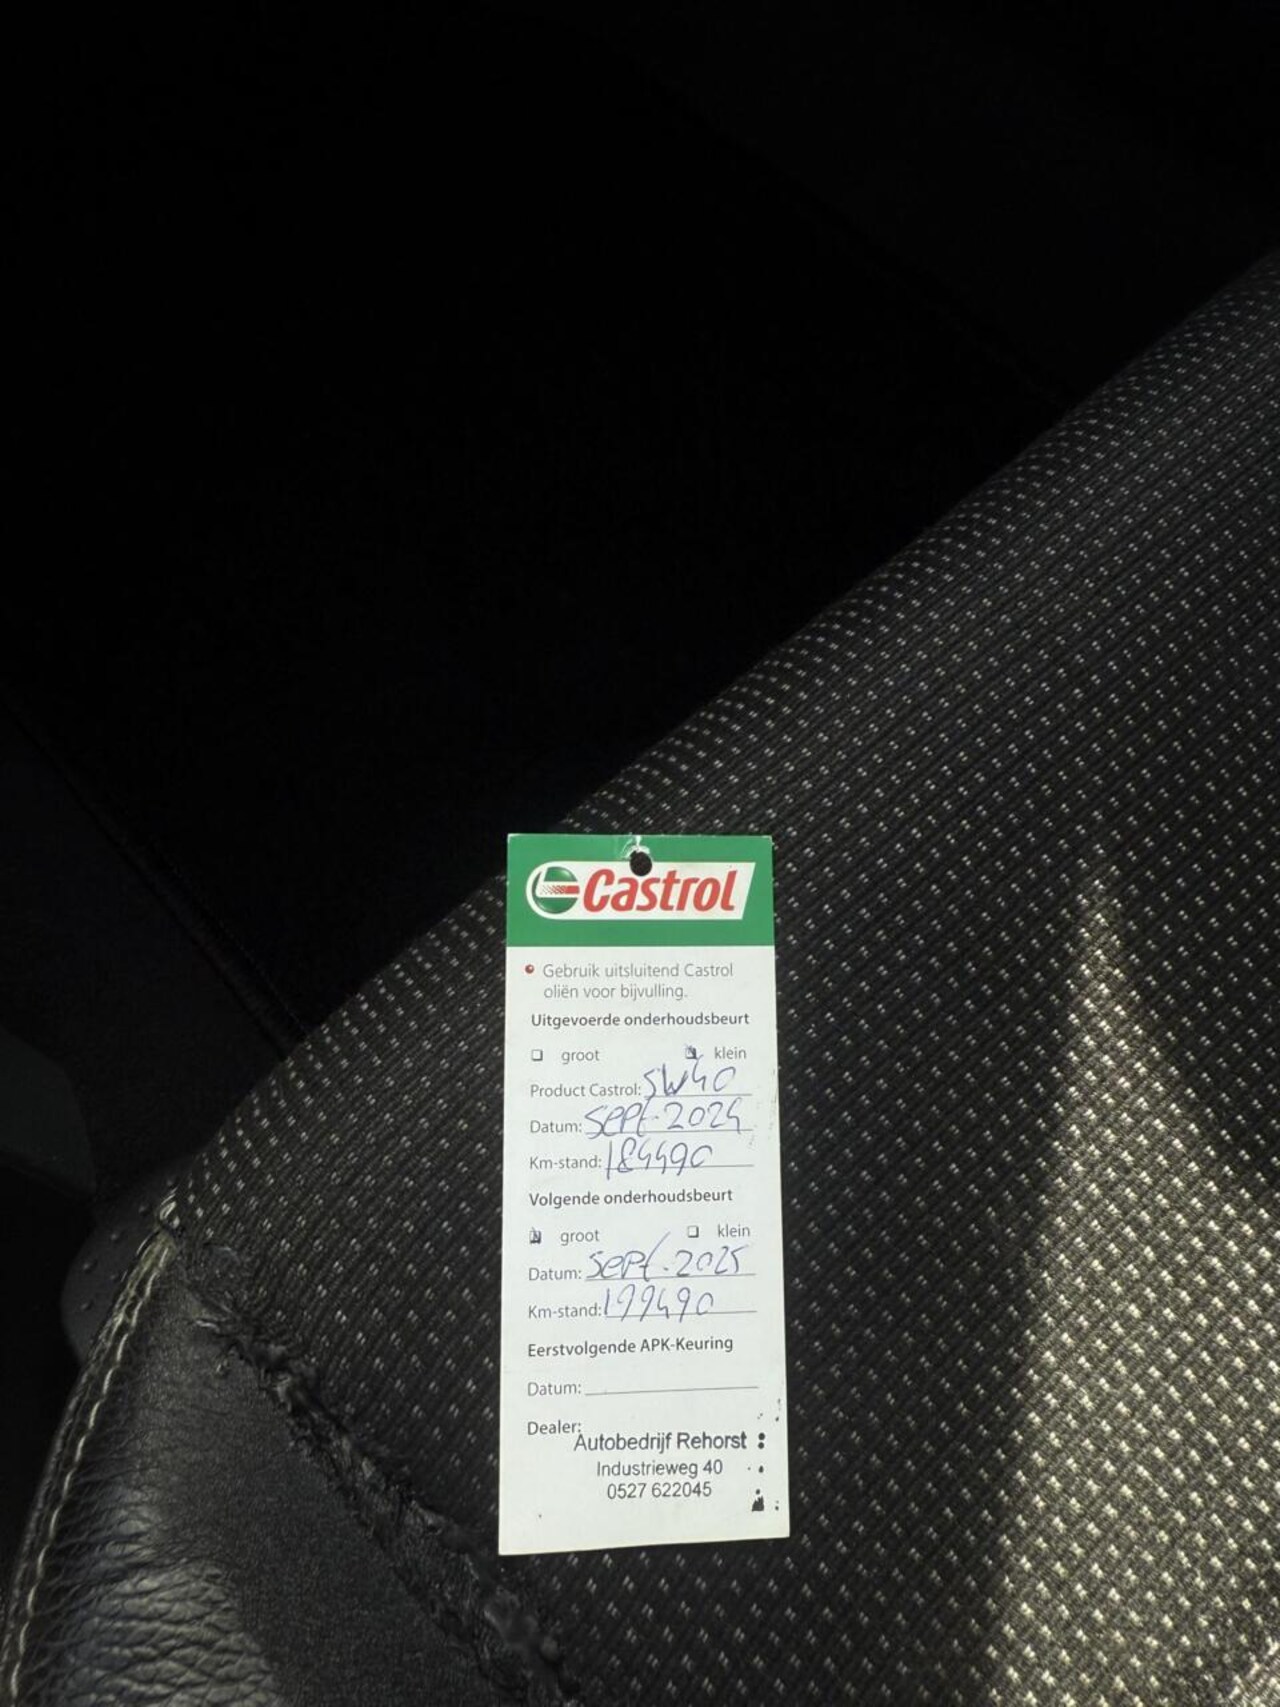 Castrol
Gebruik uitsluitend Castrol
oliën voor bijvulling.
Uitgevoerde onderhoudsbeurt
groot klein
Product Castrol: 5W40
Datum: Sept. 2024
Km-stand: 184490
Volgende onderhoudsbeurt
groot klein
Datum: Sept. 2025
Km-stand: 199490
Eerstvolgende APK-Keuring
Datum:
Dealer:
Autobedrijf Rehorst
Industrieweg 40
0527 622045